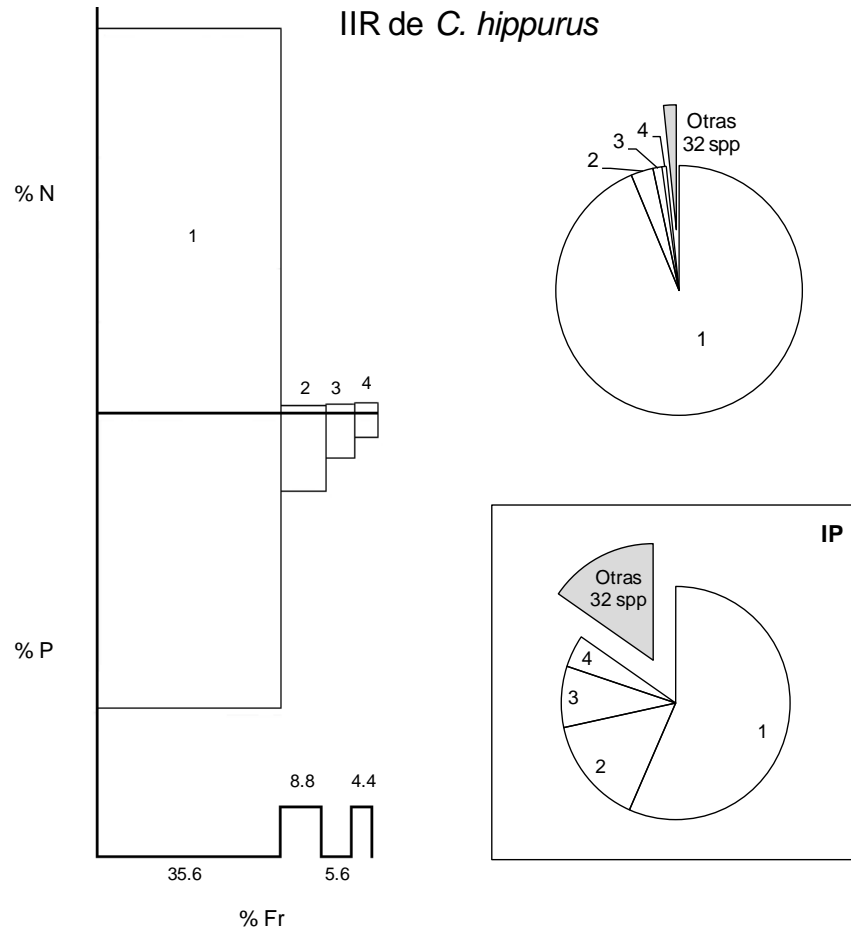 IIR de C. hippurus
% N
1
2
3
4
% P
8.8
4.4
35.6
5.6
% Fr
2
3
4
Otras
32 spp
1
IP
Otras
32 spp
4
3
2
1